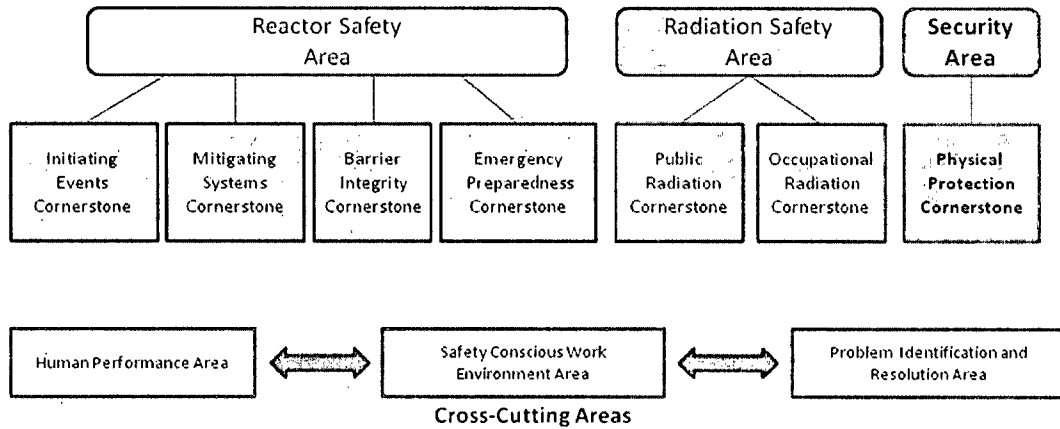 Reactor Safety
Area
Radiation Safety
Area
Security
Area
Initiating
Events
Cornerstone
Mitigating
Systems
Cornerstone
Barrier
Integrity
Cornerstone
Emergency
Preparedness
Cornerstone
Public
Radiation
Cornerstone
Occupational
Radiation
Cornerstone
Physical
Protection
Cornerstone
Human Performance Area
Safety Conscious Work
Environment Area
Problem Identification and
Resolution Area
Cross-Cutting Areas